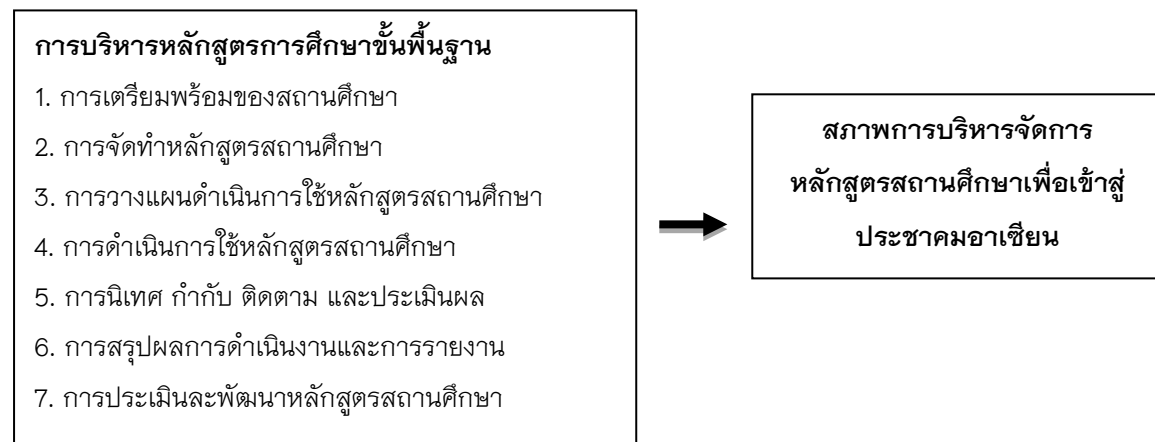 การบริหารหลักสูตรการศึกษาขั้นพื้นฐาน
1. การเตรียมพร้อมของสถานศึกษา
2. การจัดทำหลักสูตรสถานศึกษา
3. การวางแผนดำเนินการใช้หลักสูตรสถานศึกษา
4. การดำเนินการใช้หลักสูตรสถานศึกษา
5. การนิเทศ กำกับ ติดตาม และประเมินผล
6. การสรุปผลการดำเนินงานและการรายงาน
7. การประเมินละพัฒนาหลักสูตรสถานศึกษา
สภาพการบริหารจัดการ
หลักสูตรสถานศึกษาเพื่อเข้าสู่
ประชาคมอาเซียน